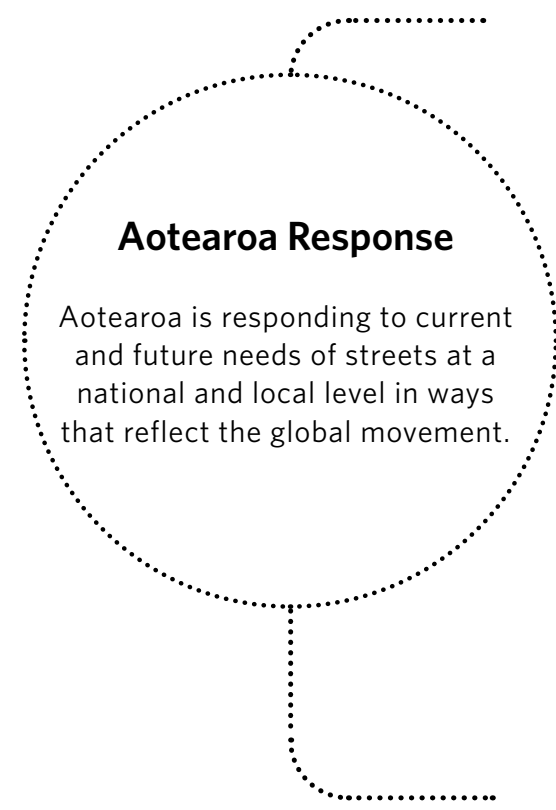 Aotearoa Response
Aotearoa is responding to current
and future needs of streets at a
national and local level in ways
that reflect the global movement.